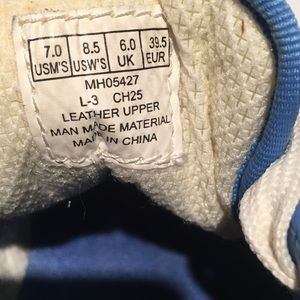 7.0 8.5 6.0 39.5
USM'S USW'S UK EUR
MH05427
L-3 CH25
LEATHER UPPER
MAN MADE MATERIAL
MADE IN CHINA